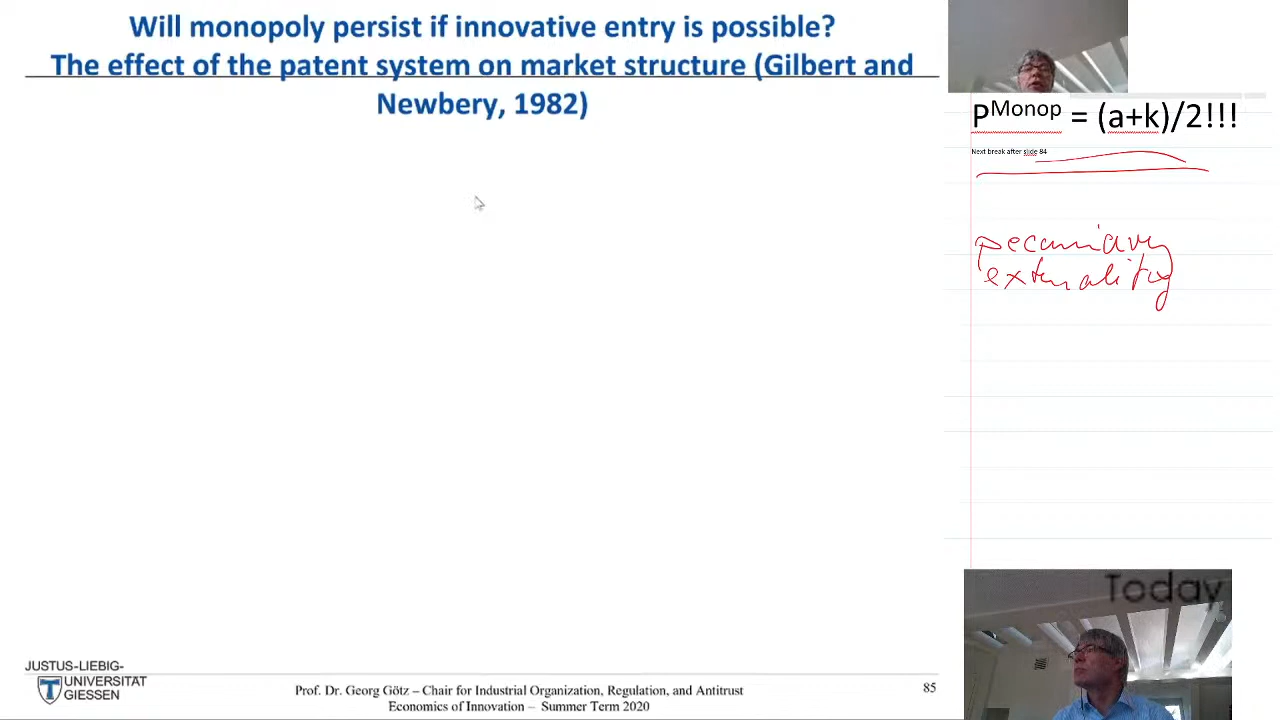 Will monopoly persist if innovative entry is possible?
The effect of the patent system on market structure (Gilbert and
Newbery, 1982)
P^Monop = (a+k)/2!!!
Next break after slide 84
pecuniary
externality
Today
JUSTUS-LIEBIG-
UNIVERSITAT
GIESSEN
Prof. Dr. Georg Götz – Chair for Industrial Organization, Regulation, and Antitrust
Economics of Innovation – Summer Term 2020
85